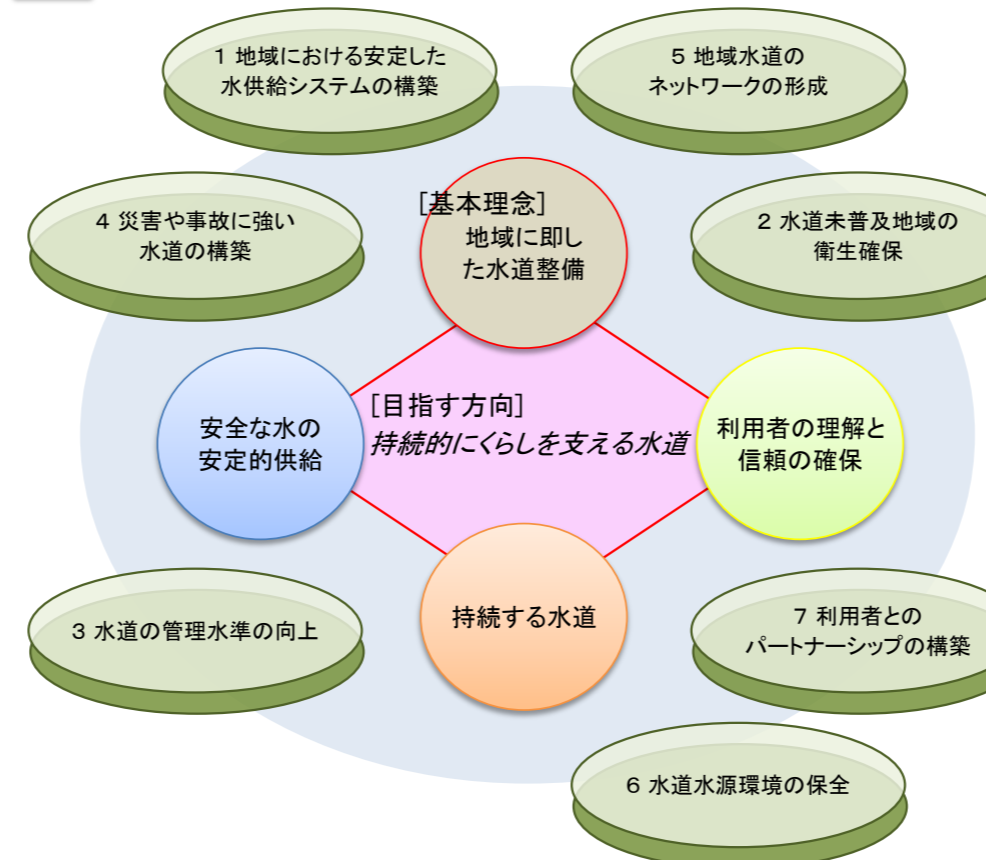 1 地域における安定した
水供給システムの構築
5 地域水道の
ネットワークの形成
4 災害や事故に強い
水道の構築
[基本理念]
地域に即し
た水道整備
2 水道未普及地域の
衛生確保
安全な水の
安定的供給
[目指す方向]
持続的にくらしを支える水道
利用者の理解と
信頼の確保
3 水道の管理水準の向上
持続する水道
7 利用者との
パートナーシップの構築
6 水道水源環境の保全